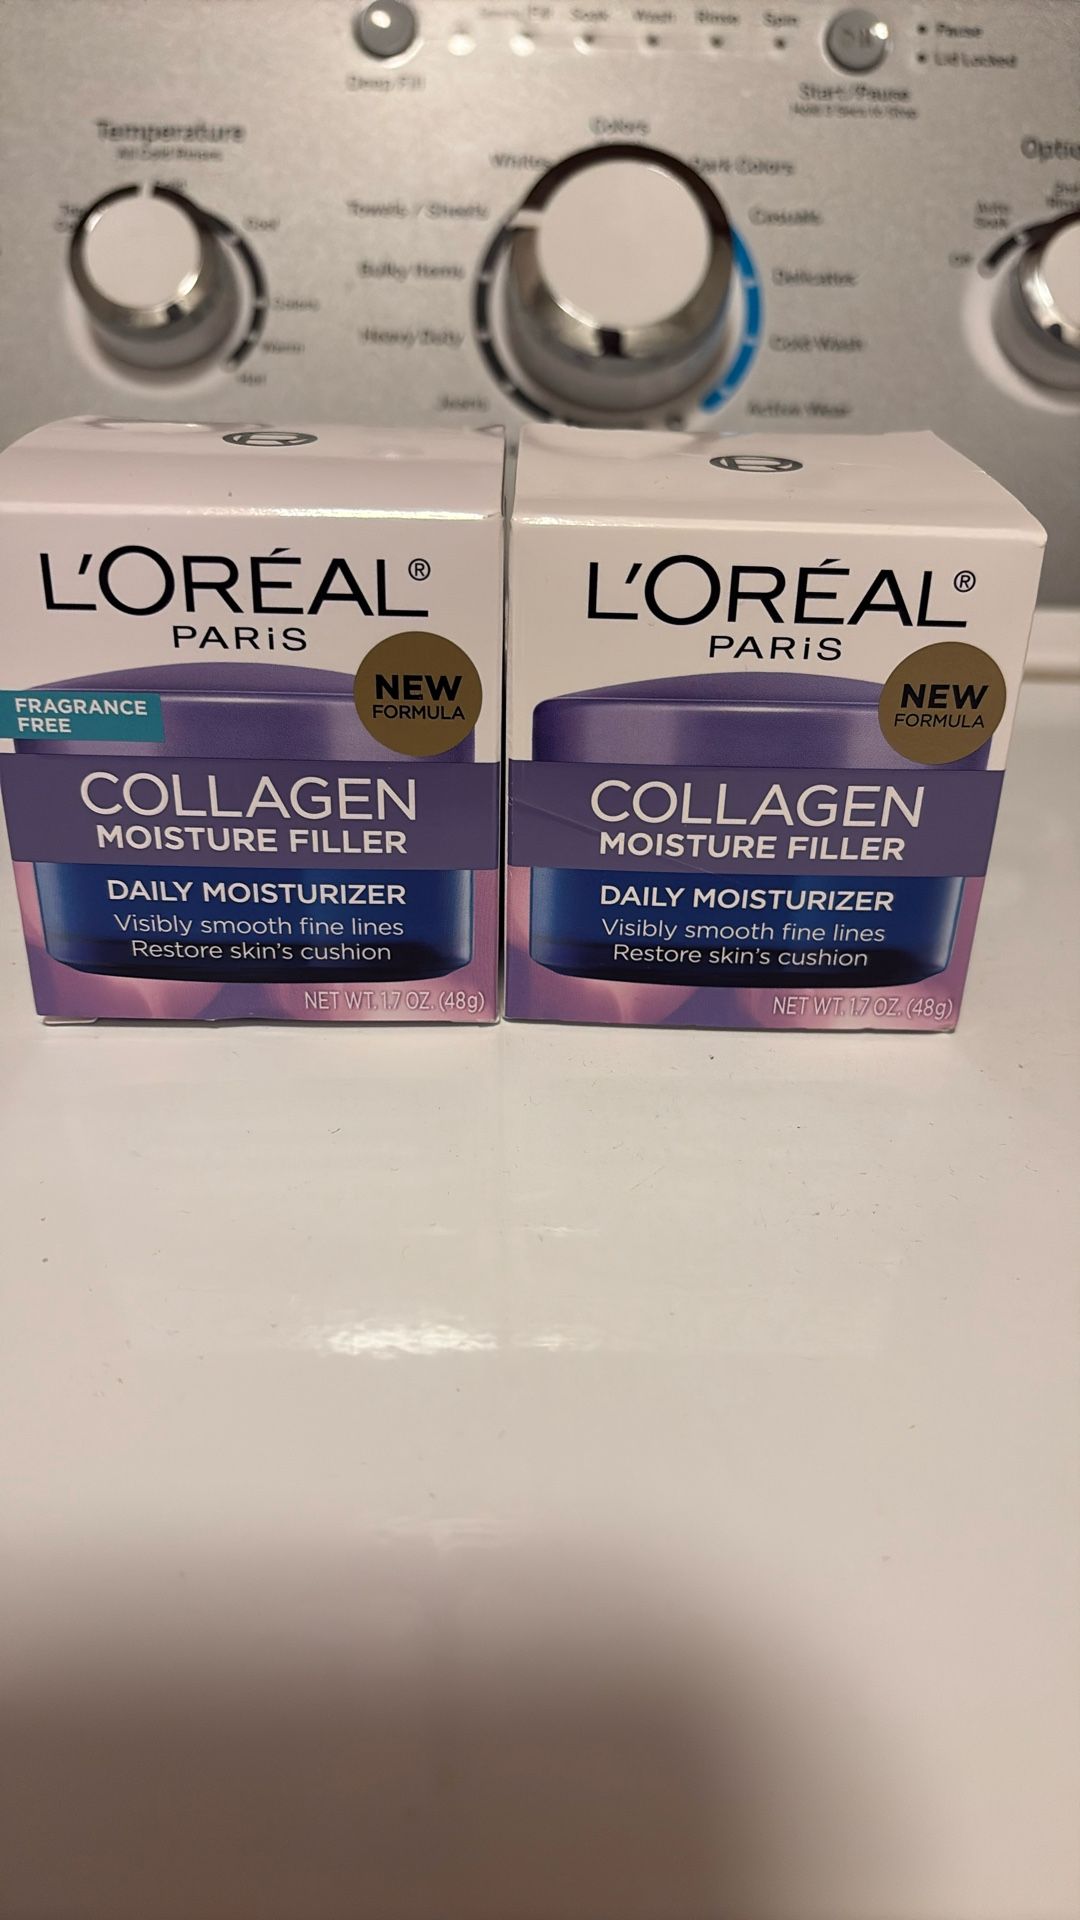 Soak Wash Rinse Spin
Pause
Lid Locked
Deep Fill
Start/Pause
Temperature
Colors
Whites
Dark Colors
Towels / Sheets
Casuals
Bulky Items
Delicates
Heavy Duty
Cold Wash
Jeans
Active Wear
Cool
Colors
Warm
Hot
Auto
Soak
Off
L'ORÉAL®
PARiS
NEW
FORMULA
FRAGRANCE
FREE
COLLAGEN
MOISTURE FILLER
DAILY MOISTURIZER
Visibly smooth fine lines
Restore skin's cushion
NET WT. 1.7 OZ. (48g)
L'ORÉAL®
PARiS
NEW
FORMULA
COLLAGEN
MOISTURE FILLER
DAILY MOISTURIZER
Visibly smooth fine lines
Restore skin's cushion
NET WT. 1.7 OZ. (48g)